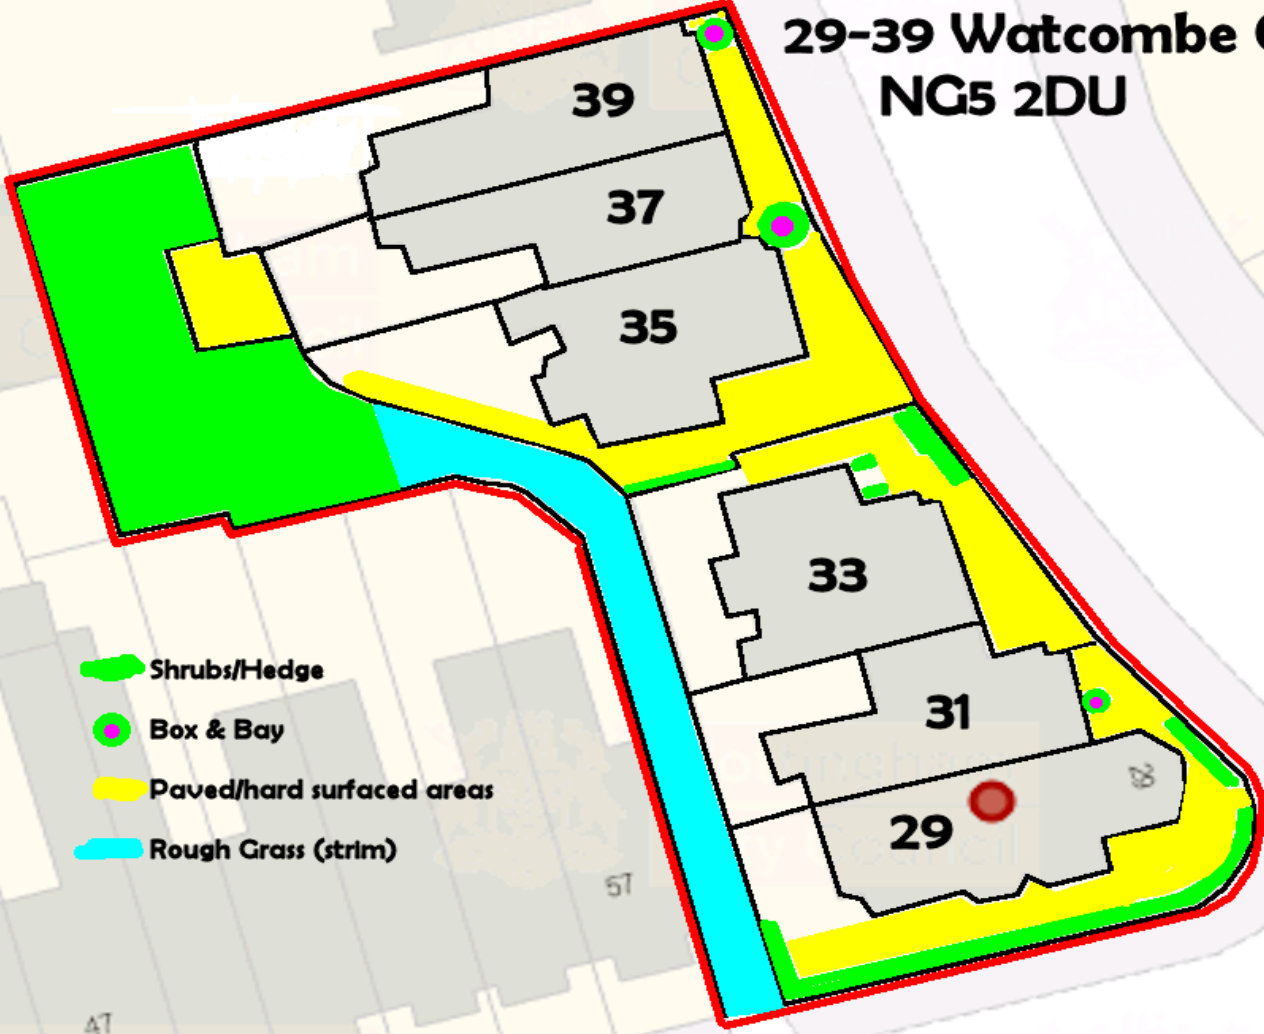 29-39 Watcombe C
NG5 2DU
39
37
35
33
31
29
Shrubs/Hedge
Box & Bay
Paved/hard surfaced areas
Rough Grass (strim)
57
47